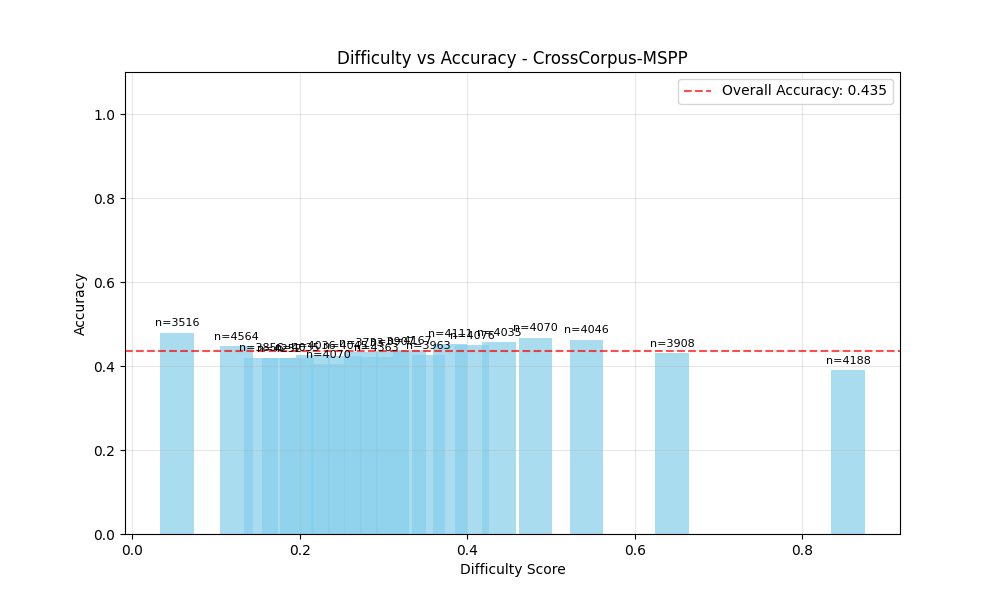 Difficulty vs Accuracy - CrossCorpus-MSPP
Overall Accuracy: 0.435
Accuracy
1.0
0.8
0.6
0.4
0.2
0.0
n=3516
n=4564
n=4070
n=4363
n=3963
n=4111
n=4076
n=4035
n=4070
n=4046
n=3908
n=4188
0.0 0.2 0.4 0.6 0.8
Difficulty Score